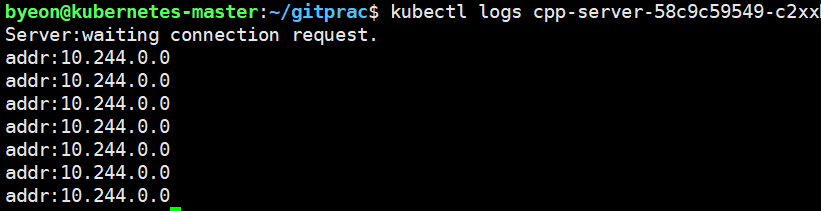 byeon@kubernetes-master:~/gitprac$ kubectl logs cpp-server-58c9c59549-c2xx
Server:waiting connection request.
addr:10.244.0.0
addr:10.244.0.0
addr:10.244.0.0
addr:10.244.0.0
addr:10.244.0.0
addr:10.244.0.0
addr:10.244.0.0